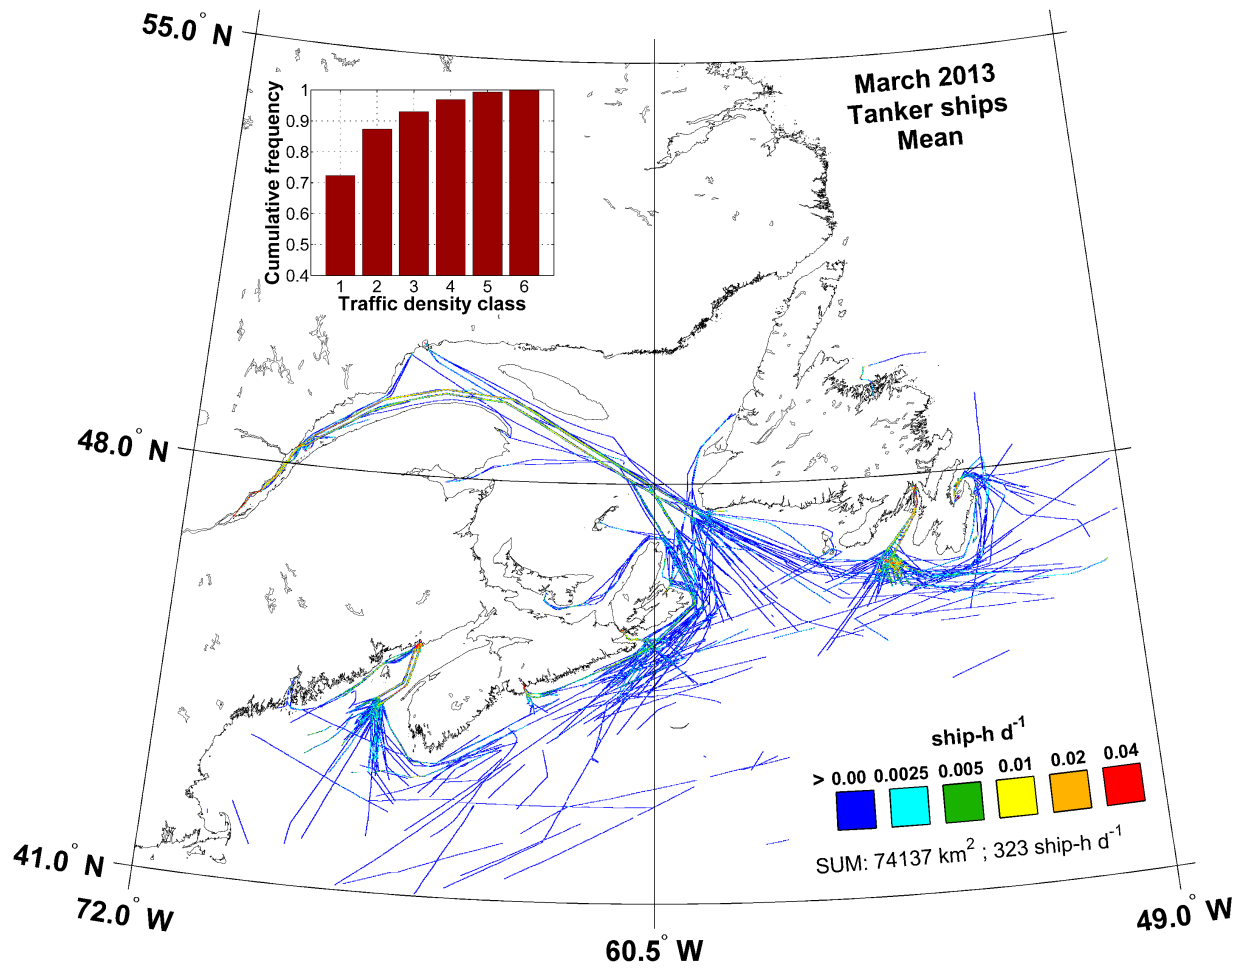 55.0° N
March 2013
Tanker ships
Mean
Cumulative frequency
1
0.9
0.8
0.7
0.6
0.5
0.4
1 2 3 4 5 6
Traffic density class
48.0° N
ship-h d⁻¹
> 0.00 0.0025 0.005 0.01 0.02 0.04
SUM: 74137 km² ; 323 ship-h d⁻¹
41.0° N
72.0° W
60.5° W
49.0° W